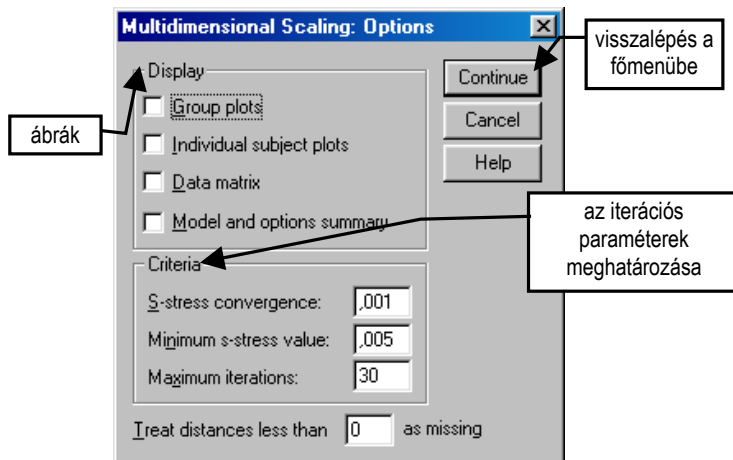 Multidimensional Scaling: Options
visszalépés a
főmenübe
Display
Continue
Group plots
Cancel
ábrák
Individual subject plots
Help
Data matrix
Model and options summary
az iterációs
paraméterek
meghatározása
Criteria
S-stress convergence: ,001
Minimum s-stress value: ,005
Maximum iterations: 30
Treat distances less than 0 as missing